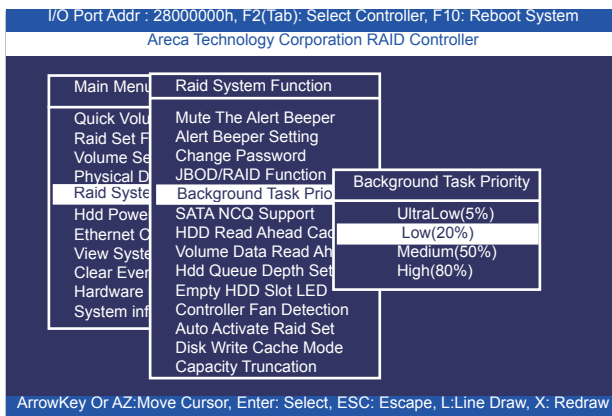 I/O Port Addr : 28000000h, F2(Tab): Select Controller, F10: Reboot System
Areca Technology Corporation RAID Controller
Main Menu
Quick Volu
Raid Set F
Volume Se
Physical D
Raid Syste
Hdd Powe
Ethernet C
View Syste
Clear Even
Hardware
System inf
Raid System Function
Mute The Alert Beeper
Alert Beeper Setting
Change Password
JBOD/RAID Function
Background Task Prio
SATA NCQ Support
HDD Read Ahead Cac
Volume Data Read Ah
Hdd Queue Depth Set
Empty HDD Slot LED
Controller Fan Detection
Auto Activate Raid Set
Disk Write Cache Mode
Capacity Truncation
Background Task Priority
UltraLow(5%)
Low(20%)
Medium(50%)
High(80%)
ArrowKey Or AZ:Move Cursor, Enter: Select, ESC: Escape, L:Line Draw, X: Redraw